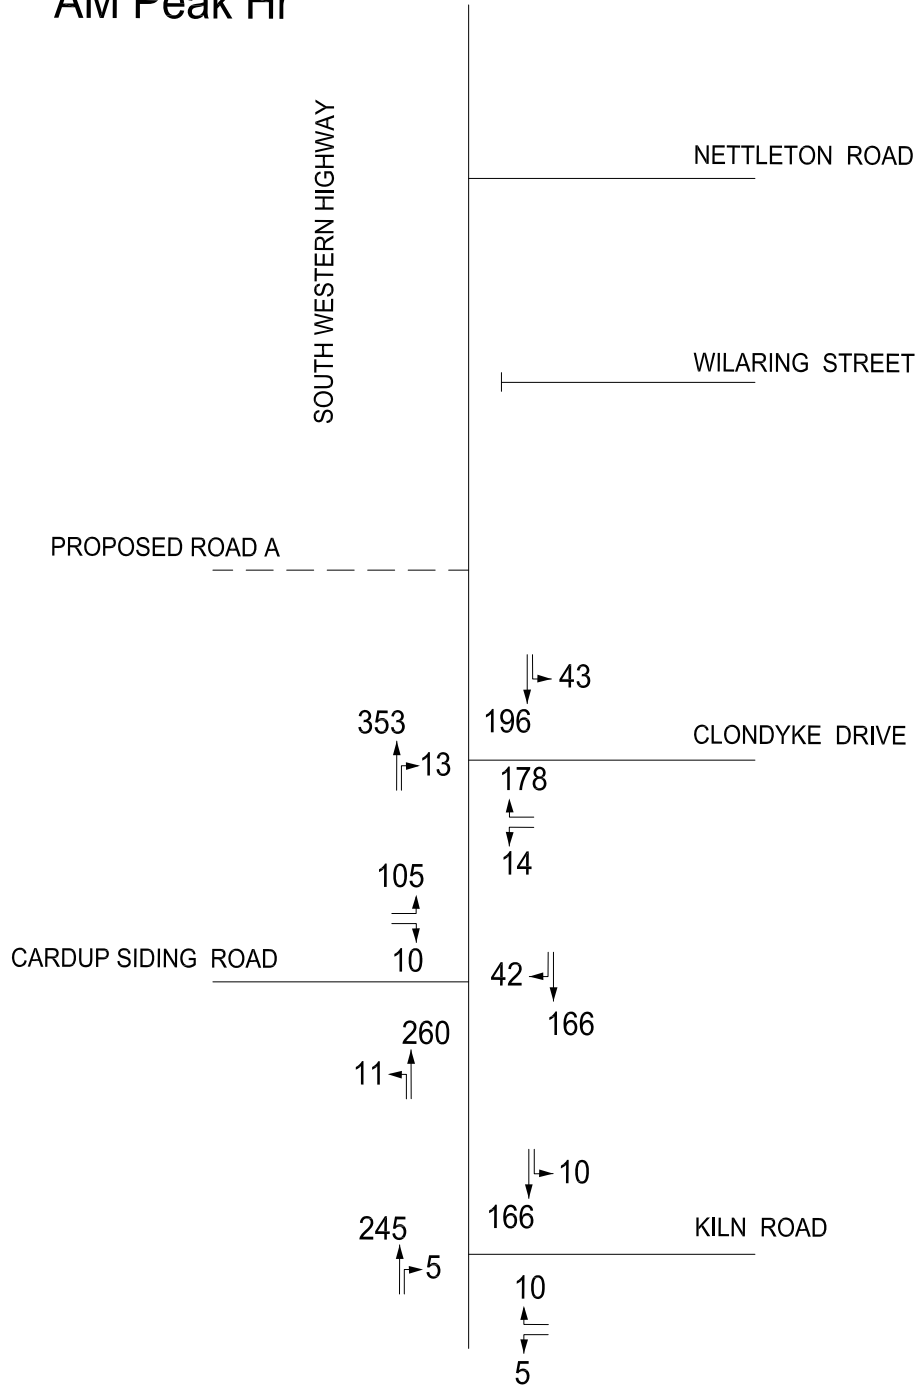 AM Peak Hr
SOUTH WESTERN HIGHWAY
NETTLETON ROAD
WILARING STREET
PROPOSED ROAD A
43
353
196
CLONDYKE DRIVE
13
178
14
105
CARDUP SIDING ROAD
10
42
166
260
11
10
166
245
KILN ROAD
5
10
5